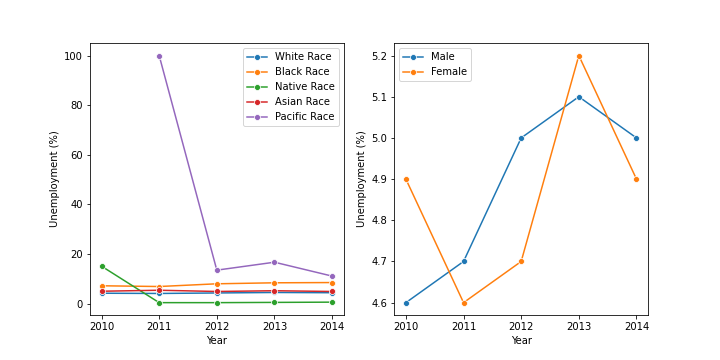 100
80
60
40
20
0
Unemployment (%)
2010 2011 2012 2013 2014
Year
White Race
Black Race
Native Race
Asian Race
Pacific Race
5.2
5.1
5.0
4.9
4.8
4.7
4.6
Unemployment (%)
2010 2011 2012 2013 2014
Year
Male
Female